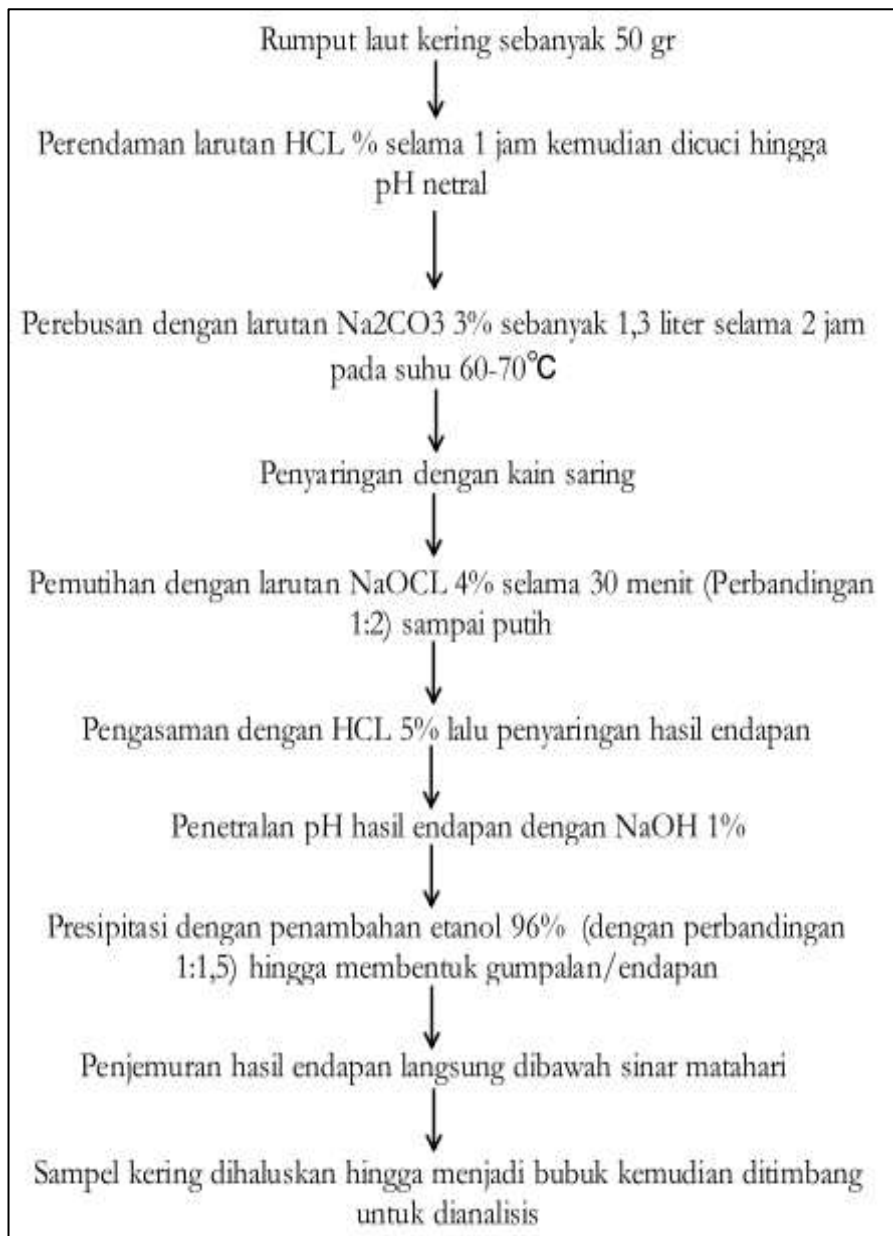 Rumput laut kering sebanyak 50 gr
Perendaman larutan HCL % selama 1 jam kemudian dicuci hingga
pH netral
Perebusan dengan larutan Na2CO3 3% sebanyak 1,3 liter selama 2 jam
pada suhu 60-70℃
Penyaringan dengan kain saring
Pemutihan dengan larutan NaOCL 4% selama 30 menit (Perbandingan
1:2) sampai putih
Pengasaman dengan HCL 5% lalu penyaringan hasil endapan
Penetralan pH hasil endapan dengan NaOH 1%
Presipitasi dengan penambahan etanol 96% (dengan perbandingan
1:1,5) hingga membentuk gumpalan/endapan
Penjemuran hasil endapan langsung dibawah sinar matahari
Sampel kering dihaluskan hingga menjadi bubuk kemudian ditimbang
untuk dianalisis